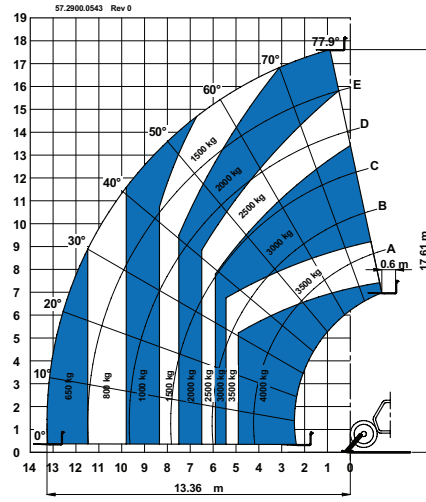 57.2900.0543 Rev 0
19
18
17
16
15
14
13
12
11
10
9
8
7
6
5
4
3
2
1
0
77.9°
70°
60°
50°
40°
30°
20°
10°
0°
E
D
C
B
A
1500 kg
2000 kg
2500 kg
3000 kg
3500 kg
0.6 m
17.61 m
650 kg
800 kg
1000 kg
1500 kg
2000 kg
2500 kg
3000 kg
3500 kg
4000 kg
14 13 12 11 10 9 8 7 6 5 4 3 2 1 0
13.36 m